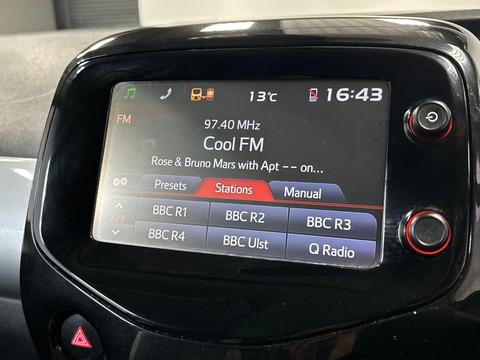 13°C
16:43
FM
97.40 MHz
Cool FM
Rose & Bruno Mars with Apt -- on...
Presets Stations Manual
BBC R1 BBC R2 BBC R3
BBC R4 BBC Ulst Q Radio